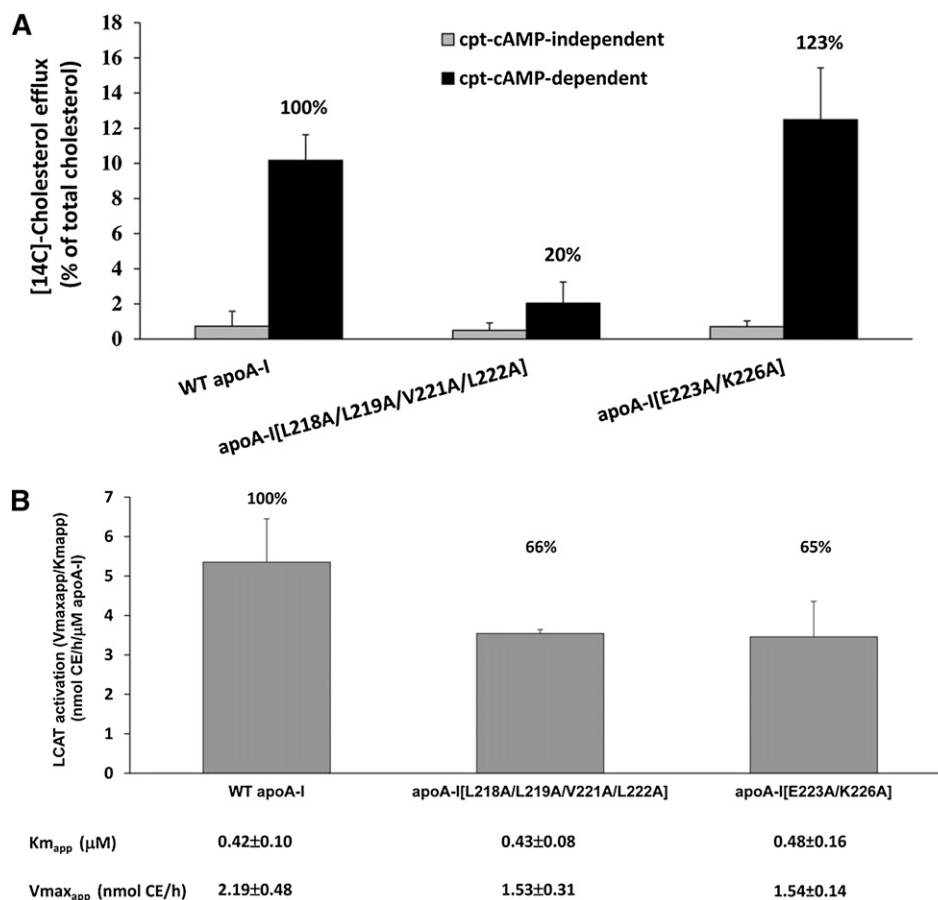 A
18
16
14
12
10
8
6
4
2
0
[14C]-Cholesterol efflux
(% of total cholesterol)
cpt-cAMP-independent
cpt-cAMP-dependent
100%
20%
123%
WT apoA-I
apoA-I[L218A/L219A/V221A/L222A]
apoA-I[E223A/K226A]
B
7
6
5
4
3
2
1
0
LCAT activation (Vmaxapp/Kmapp)
(nmol CE/h/μM apoA-I)
100%
66%
65%
WT apoA-I apoA-I[L218A/L219A/V221A/L222A] apoA-I[E223A/K226A]
Kmapp (μM) 0.42±0.10 0.43±0.08 0.48±0.16
Vmaxapp (nmol CE/h) 2.19±0.48 1.53±0.31 1.54±0.14